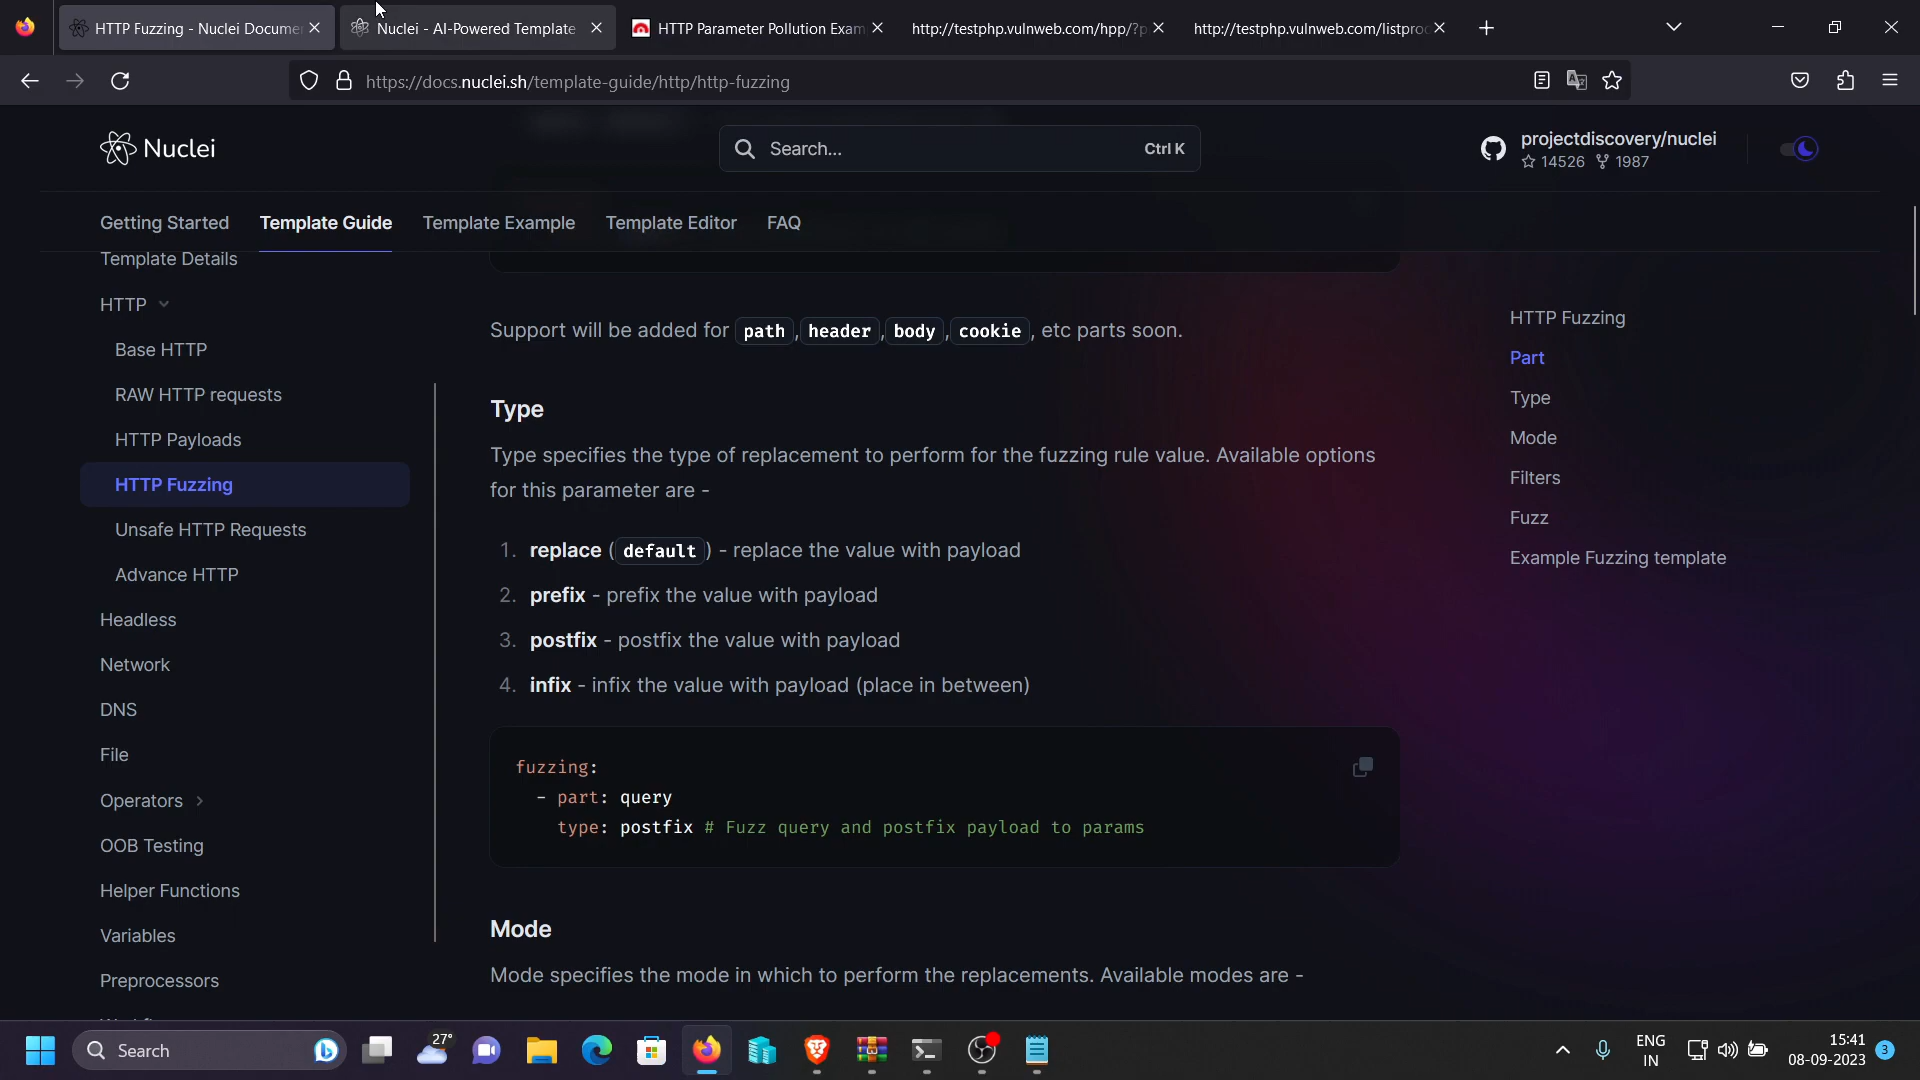 HTTP Fuzzing - Nuclei Docume
Nuclei - AI-Powered Template
HTTP Parameter Pollution Exam
http://testphp.vulnweb.com/hpp/?p
http://testphp.vulnweb.com/listproc
https://docs.nuclei.sh/template-guide/http/http-fuzzing
Nuclei
Search...
Ctrl K
projectdiscovery/nuclei
14526
1987
Getting Started
Template Guide
Template Example
Template Editor
FAQ
Template Details
HTTP
Base HTTP
RAW HTTP requests
HTTP Payloads
HTTP Fuzzing
Unsafe HTTP Requests
Advance HTTP
Headless
Network
DNS
File
Operators
OOB Testing
Helper Functions
Variables
Preprocessors
Support will be added for path, header, body, cookie, etc parts soon.
Type
Type specifies the type of replacement to perform for the fuzzing rule value. Available options
for this parameter are -
1. replace (default) - replace the value with payload
2. prefix - prefix the value with payload
3. postfix - postfix the value with payload
4. infix - infix the value with payload (place in between)
fuzzing:
- part: query
type: postfix # Fuzz query and postfix payload to params
Mode
Mode specifies the mode in which to perform the replacements. Available modes are -
HTTP Fuzzing
Part
Type
Mode
Filters
Fuzz
Example Fuzzing template
Search
27°
ENG
IN
15:41
08-09-2023
3